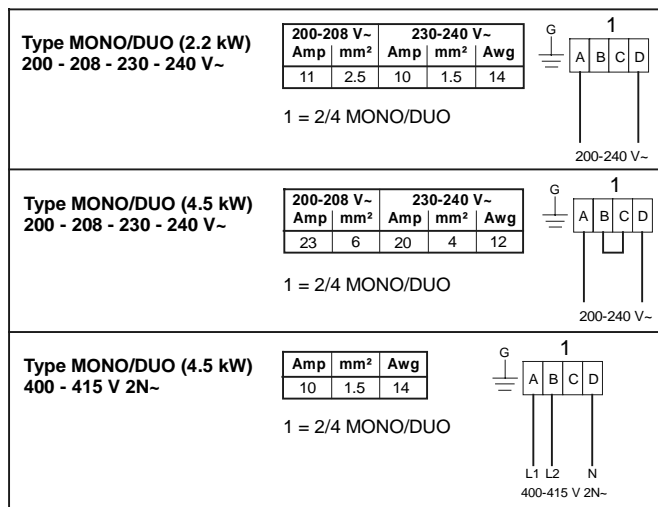 Type MONO/DUO (2.2 kW)
200 - 208 - 230 - 240 V~
200-208 V~ 230-240 V~
Amp mm² Amp mm² Awg
11 2.5 10 1.5 14
1 = 2/4 MONO/DUO
G 1
A B C D
200-240 V~
Type MONO/DUO (4.5 kW)
200 - 208 - 230 - 240 V~
200-208 V~ 230-240 V~
Amp mm² Amp mm² Awg
23 6 20 4 12
1 = 2/4 MONO/DUO
G 1
A B C D
200-240 V~
Type MONO/DUO (4.5 kW)
400 - 415 V 2N~
Amp mm² Awg
10 1.5 14
1 = 2/4 MONO/DUO
G 1
A B C D
L1 L2 N
400-415 V 2N~